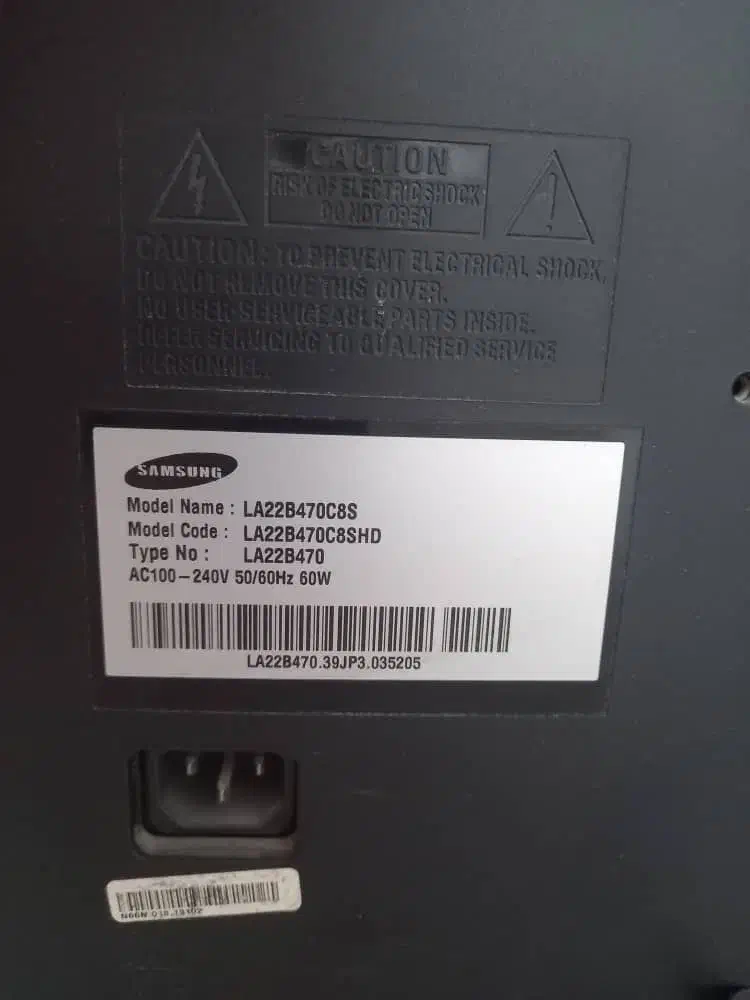 CAUTION
RISK OF ELECTRIC SHOCK
DO NOT OPEN
CAUTION: TO PREVENT ELECTRICAL SHOCK,
DO NOT REMOVE THIS COVER.
NO USER SERVICEABLE PARTS INSIDE.
REFER SERVICING TO QUALIFIED SERVICE
PERSONNEL.
SAMSUNG
Model Name : LA22B470C8S
Model Code : LA22B470C8SHD
Type No : LA22B470
AC100-240V 50/60Hz 60W
LA22B470.39JP3.035205